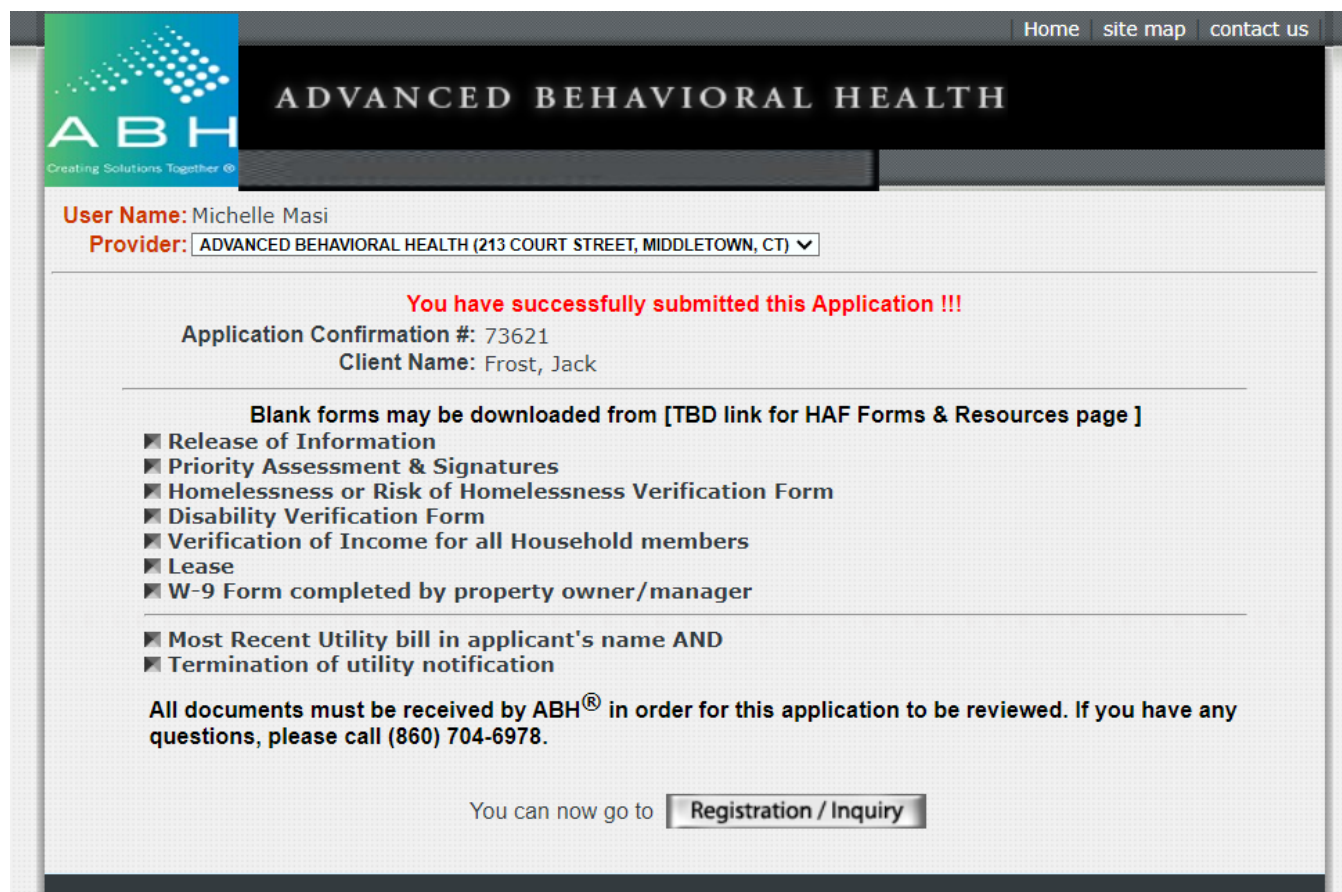 Home site map contact us
ABH
Creating Solutions Together ®
ADVANCED BEHAVIORAL HEALTH
User Name: Michelle Masi
Provider: ADVANCED BEHAVIORAL HEALTH (213 COURT STREET, MIDDLETOWN, CT)
You have successfully submitted this Application !!!
Application Confirmation #: 73621
Client Name: Frost, Jack
Blank forms may be downloaded from [TBD link for HAF Forms & Resources page ]
Release of Information
Priority Assessment & Signatures
Homelessness or Risk of Homelessness Verification Form
Disability Verification Form
Verification of Income for all Household members
Lease
W-9 Form completed by property owner/manager
Most Recent Utility bill in applicant's name AND
Termination of utility notification
All documents must be received by ABH® in order for this application to be reviewed. If you have any
questions, please call (860) 704-6978.
You can now go to Registration / Inquiry